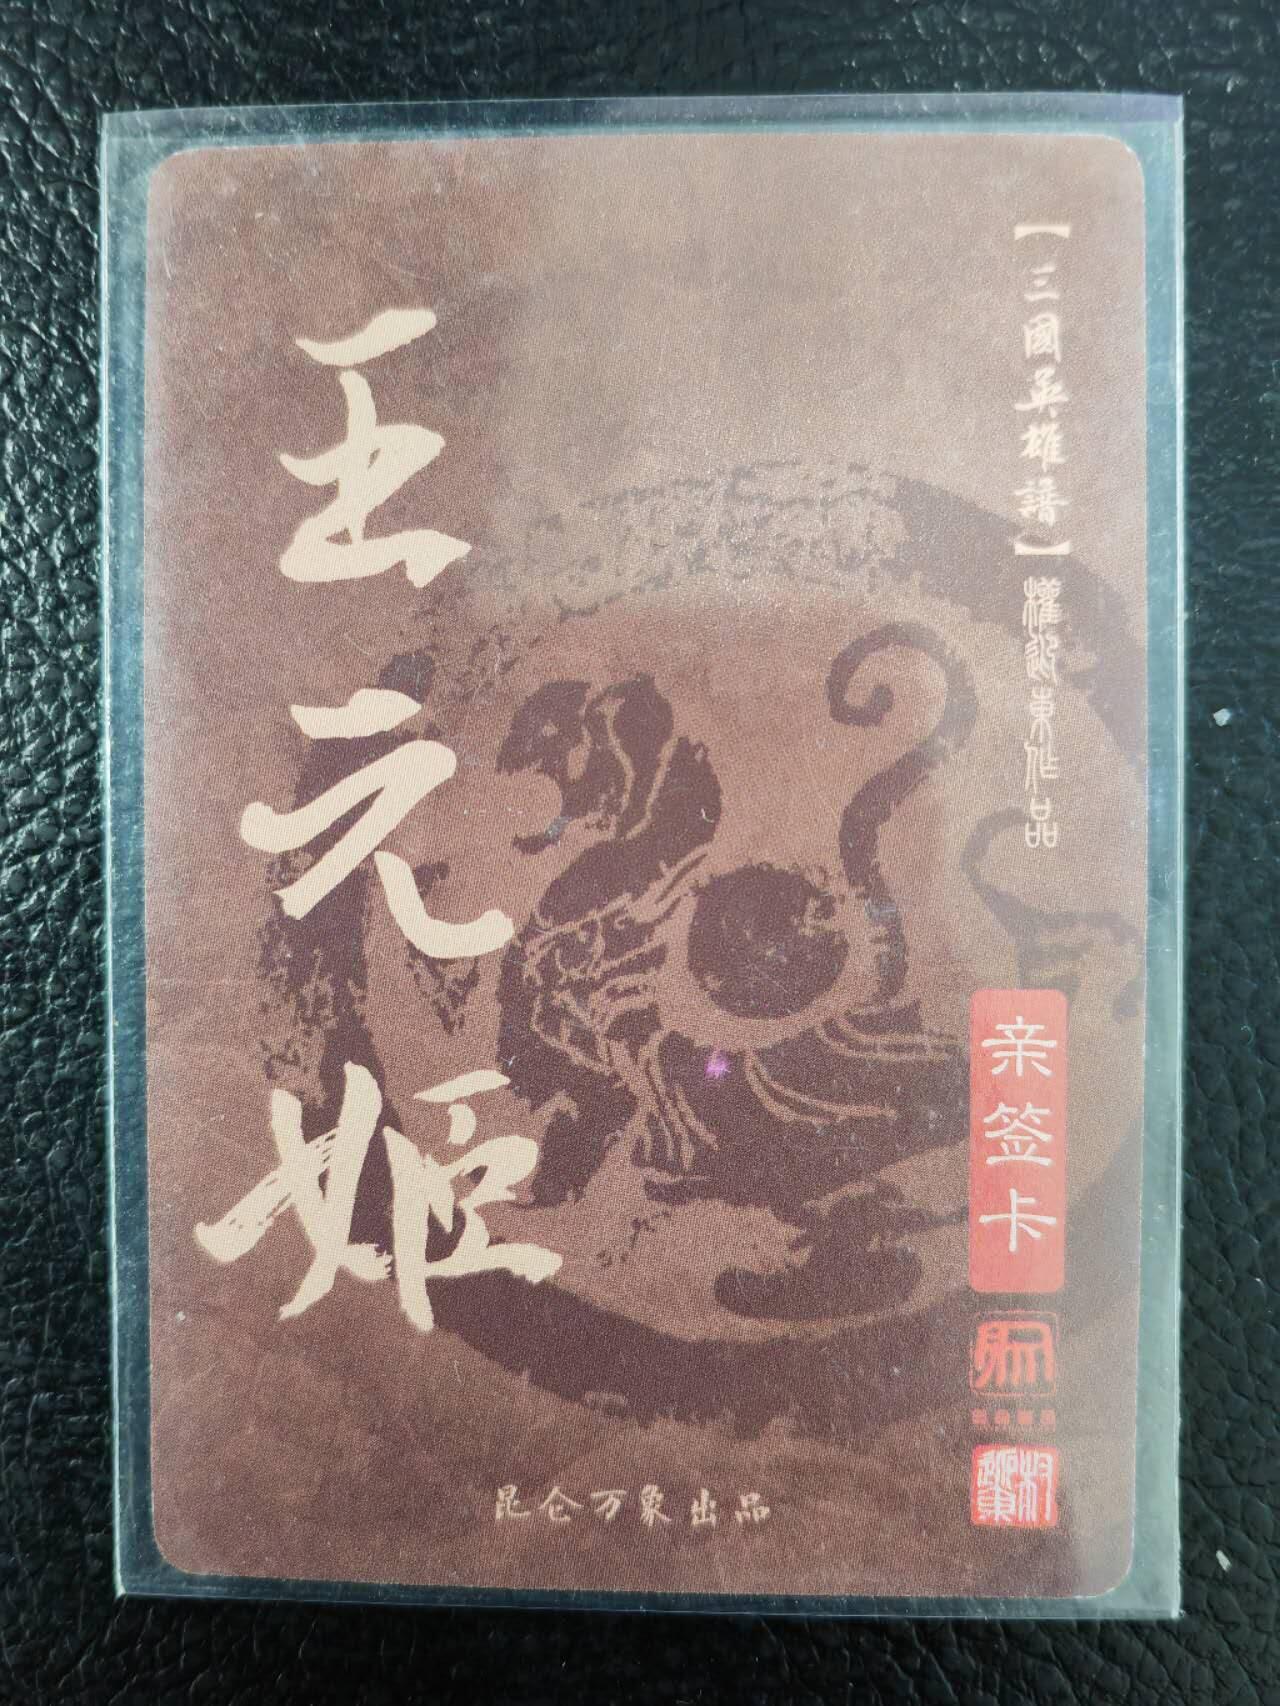 【三國英雄譜】權迎東作品
王元姬
亲签卡
昆仑万象出品